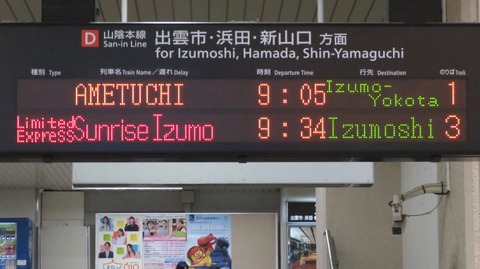 D 山陰本線 San-in Line 出雲市・浜田・新山口 方面
for Izumoshi, Hamada, Shin-Yamaguchi
種別 Type 列車名 Train Name／遅れ Delay 時刻 Departure Time 行先 Destination のりば Track
AMETUCHI 9:05 Izumo-Yokota 1
Limited Express Sunrise Izumo 9:34 Izumoshi 3